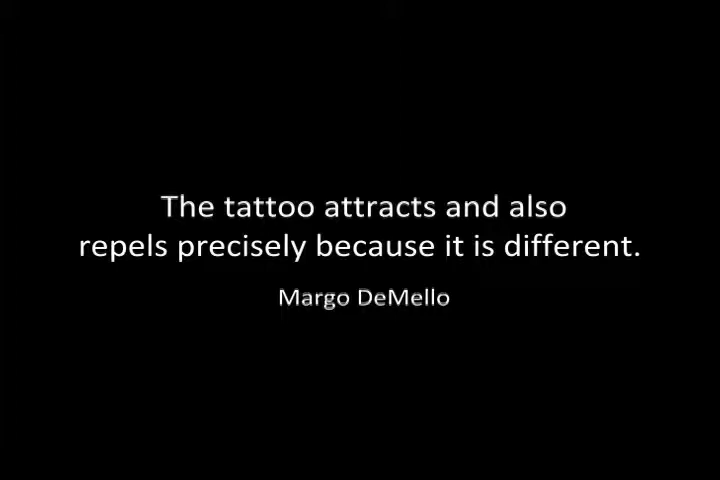 The tattoo attracts and also
repels precisely because it is different.
Margo DeMello